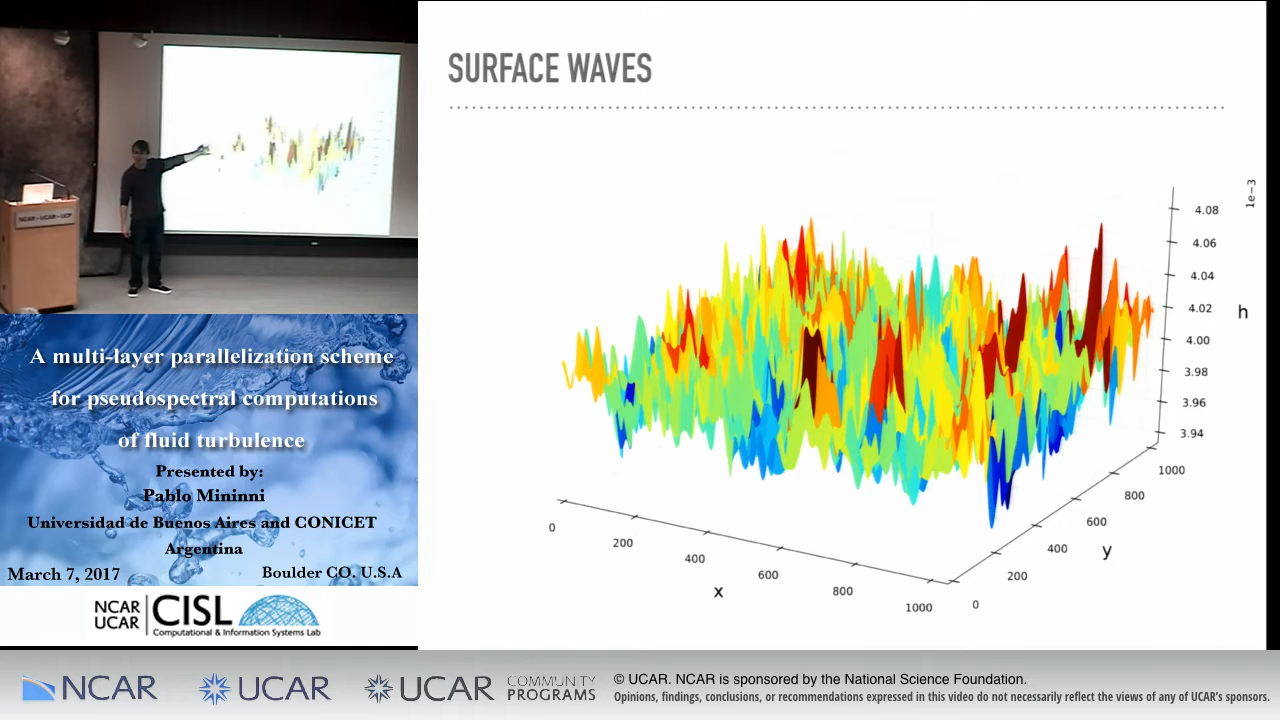 SURFACE WAVES
1e−3
4.08
4.06
4.04
4.02
4.00
3.98
3.96
3.94
h
0
200
400
600
800
1000
x
0
200
400
600
800
1000
y
NCAR - UCAR - UCP
A multi-layer parallelization scheme
for pseudospectral computations
of fluid turbulence
Presented by:
Pablo Mininni
Universidad de Buenos Aires and CONICET
Argentina
March 7, 2017
Boulder CO. U.S.A
NCAR
UCAR
CISL
Computational & Information Systems Lab
NCAR
UCAR
UCAR
COMMUNITY
PROGRAMS
© UCAR. NCAR is sponsored by the National Science Foundation.
Opinions, findings, conclusions, or recommendations expressed in this video do not necessarily reflect the views of any of UCAR's sponsors.